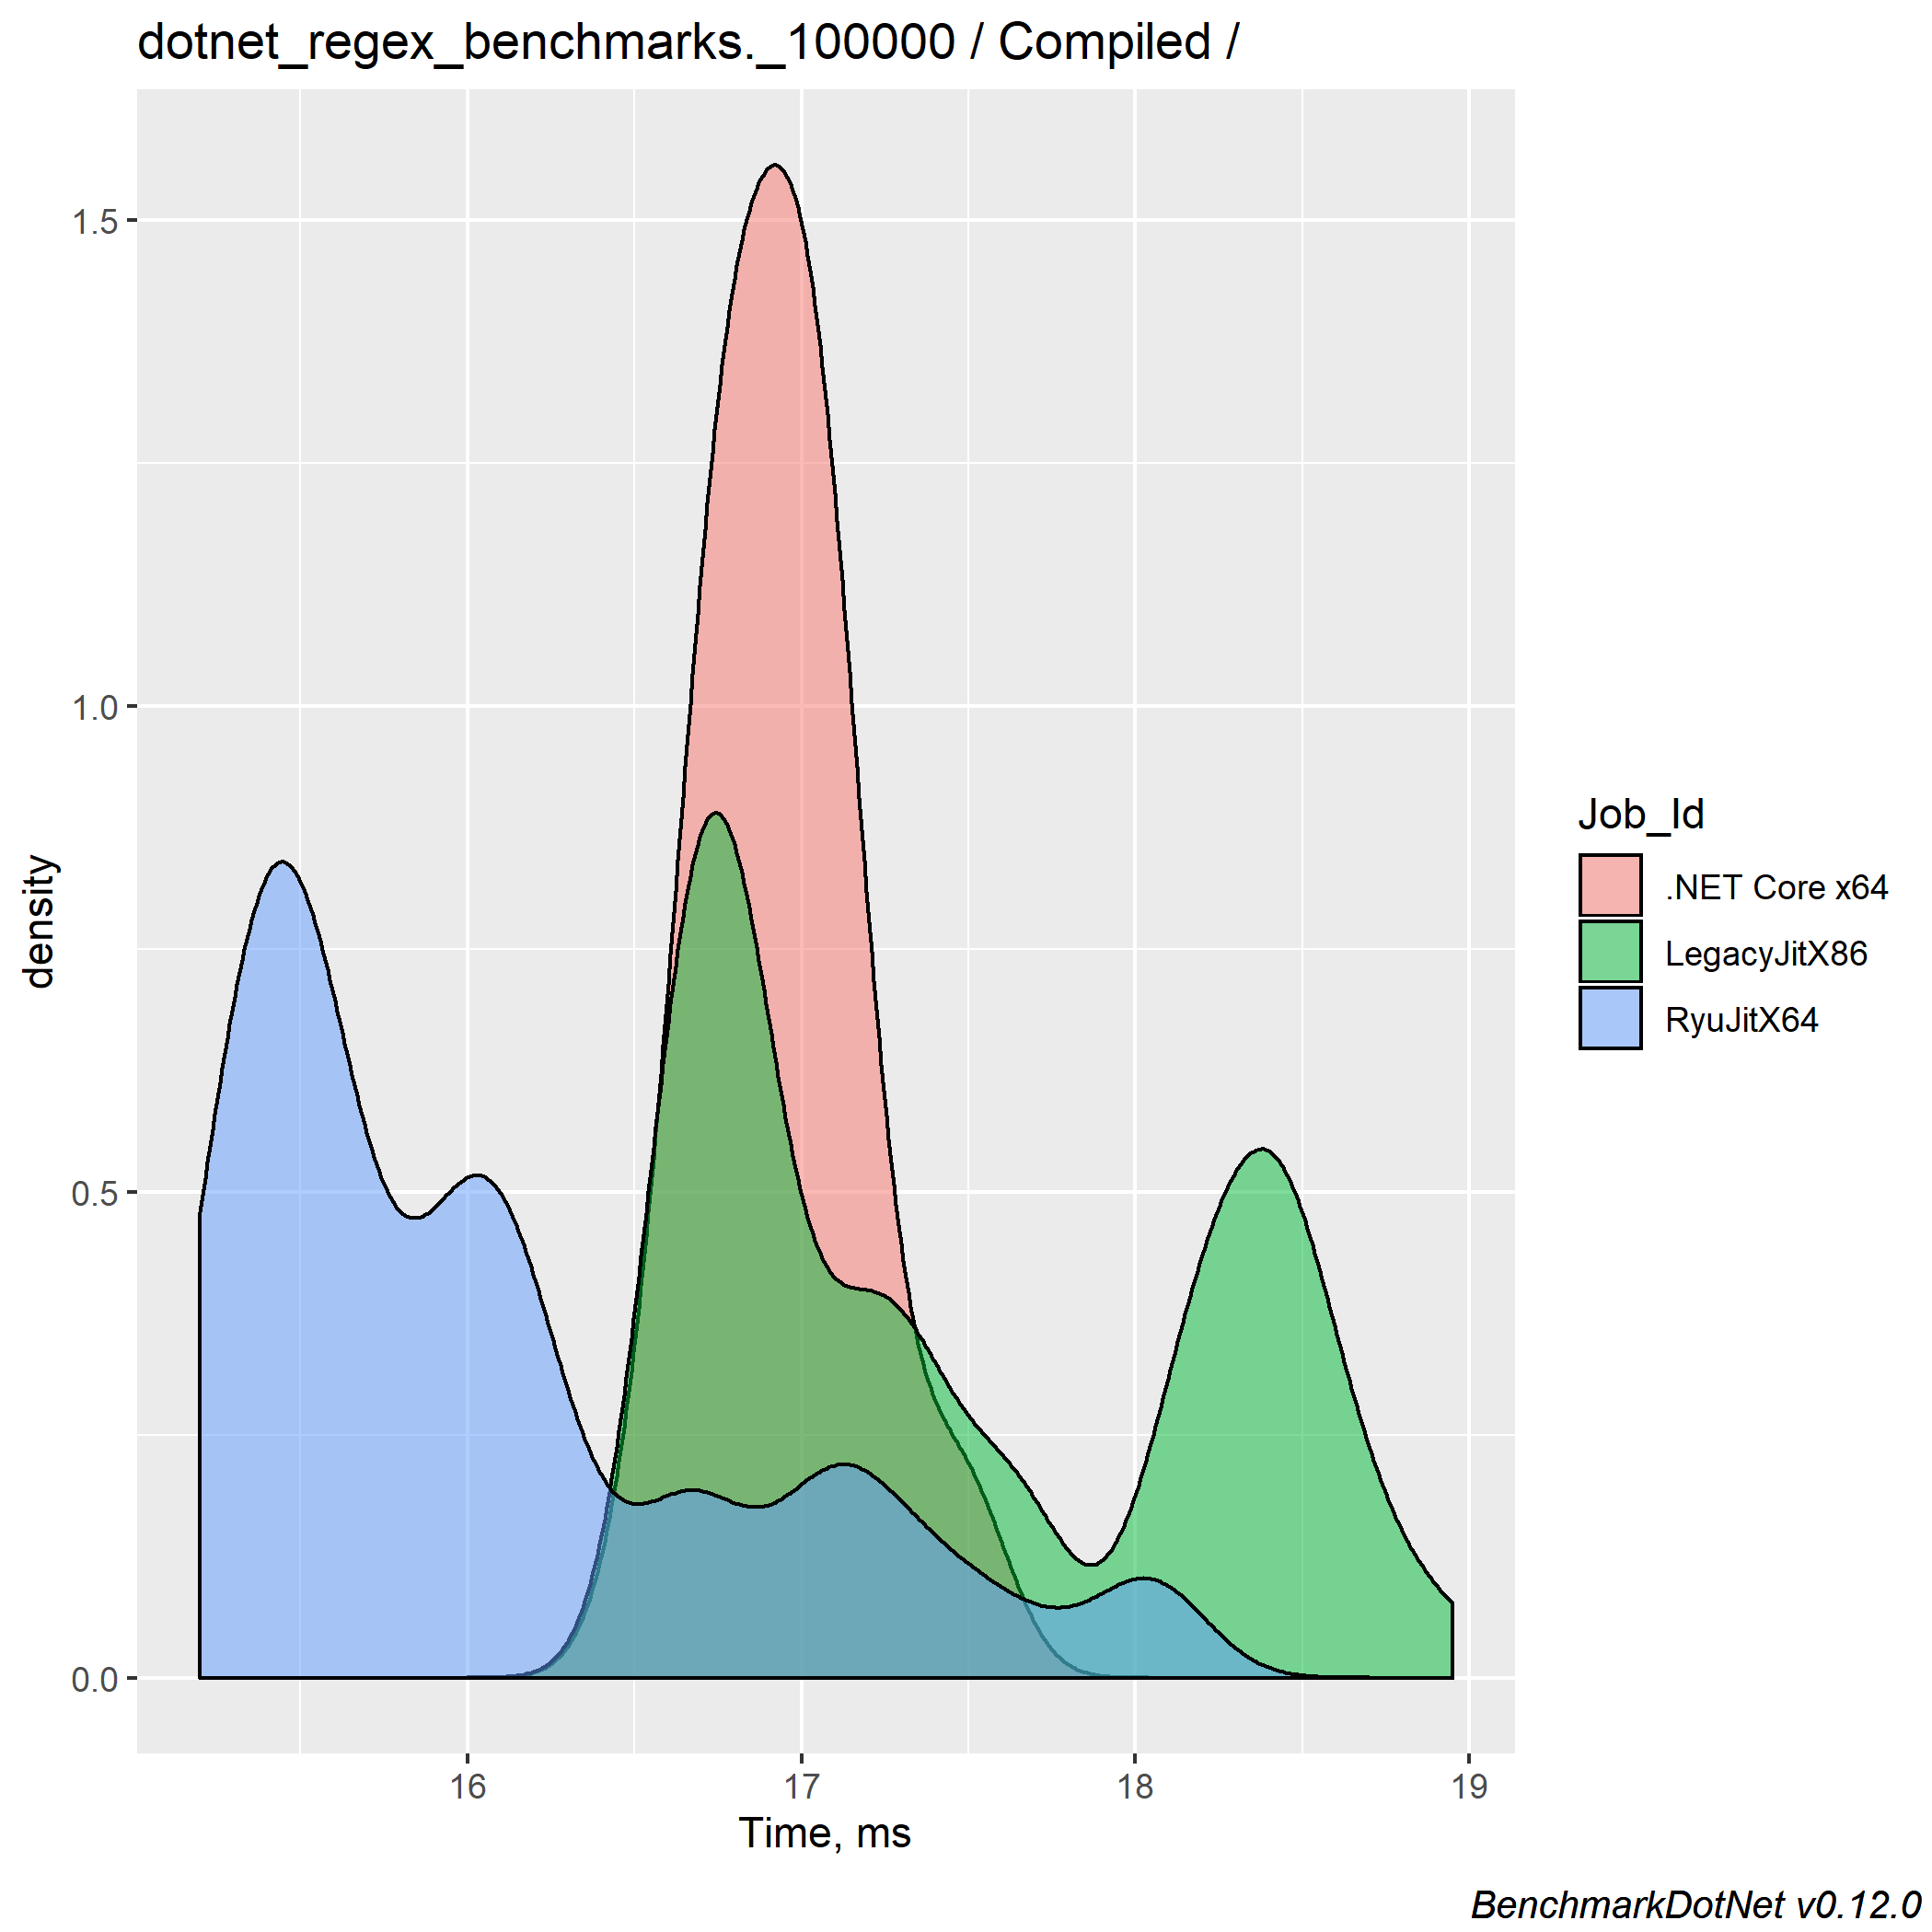 dotnet_regex_benchmarks._100000 / Compiled /
density
1.5
1.0
0.5
0.0
16 17 18 19
Time, ms
Job_Id
.NET Core x64
LegacyJitX86
RyuJitX64
BenchmarkDotNet v0.12.0